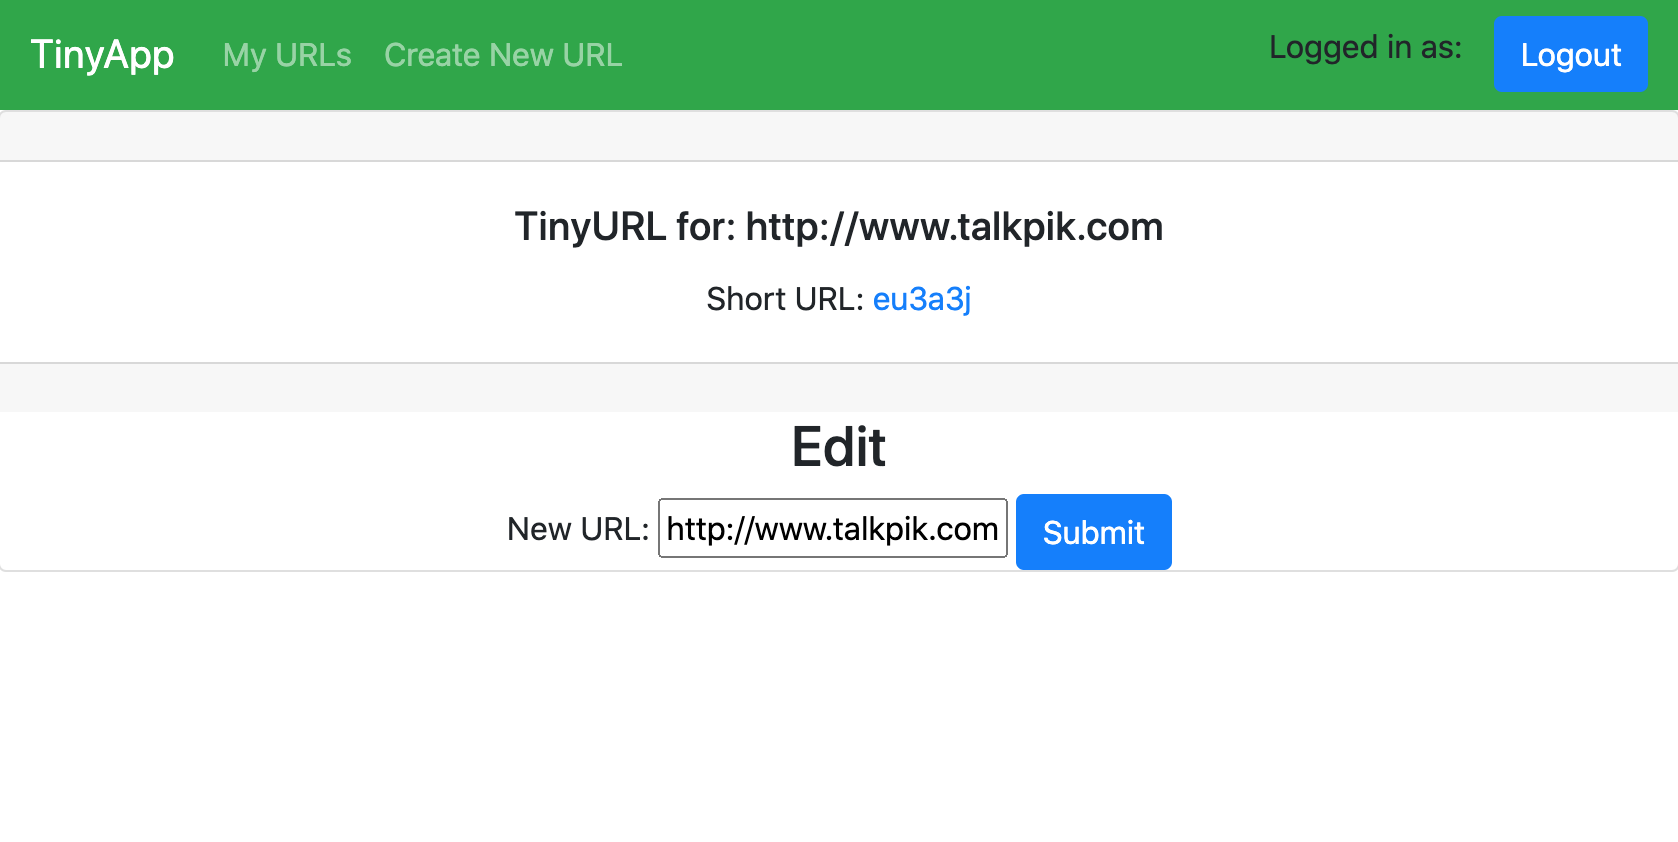 TinyApp My URLs Create New URL Logged in as: Logout
TinyURL for: http://www.talkpik.com
Short URL: eu3a3j
Edit
New URL: http://www.talkpik.com Submit